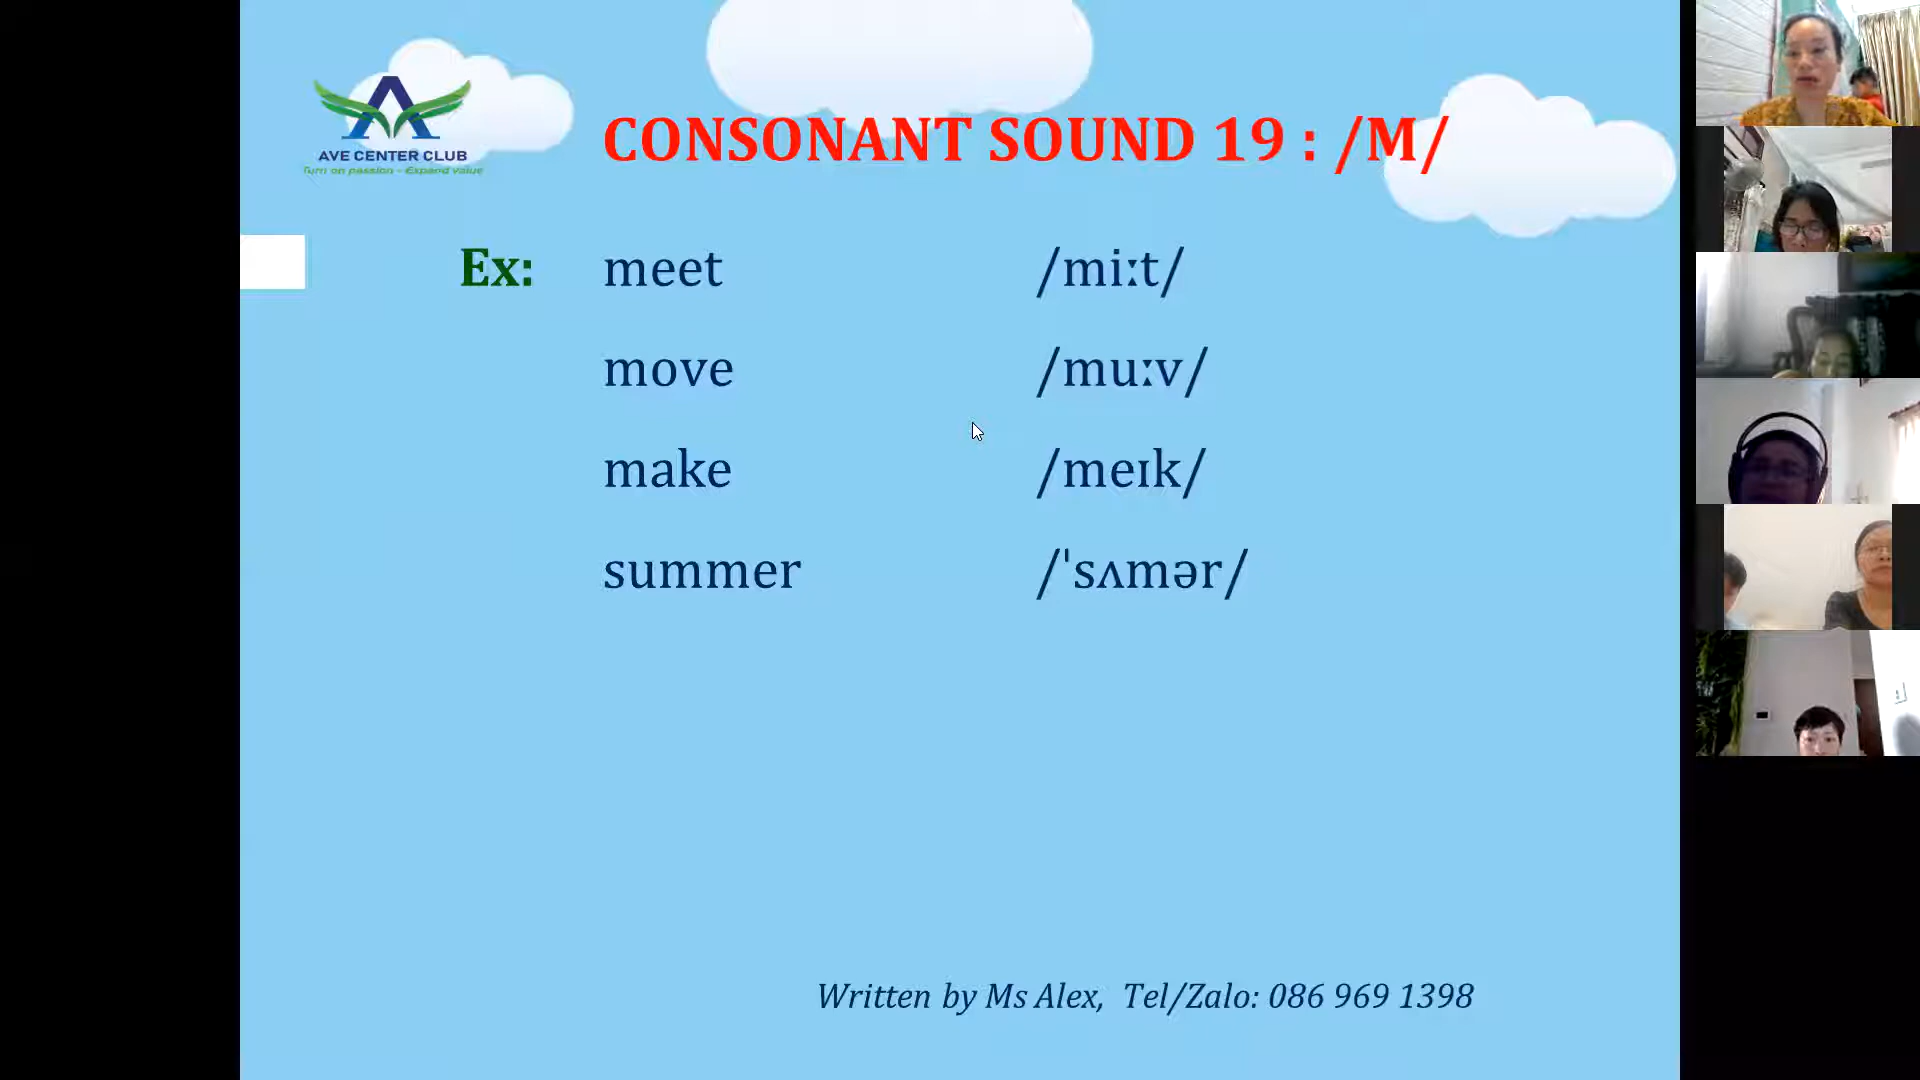 AVE CENTER CLUB
Turn on passion - Expand value
CONSONANT SOUND 19 : /M/
Ex: meet /miːt/
move /muːv/
make /meɪk/
summer /ˈsʌmər/
Written by Ms Alex, Tel/Zalo: 086 969 1398